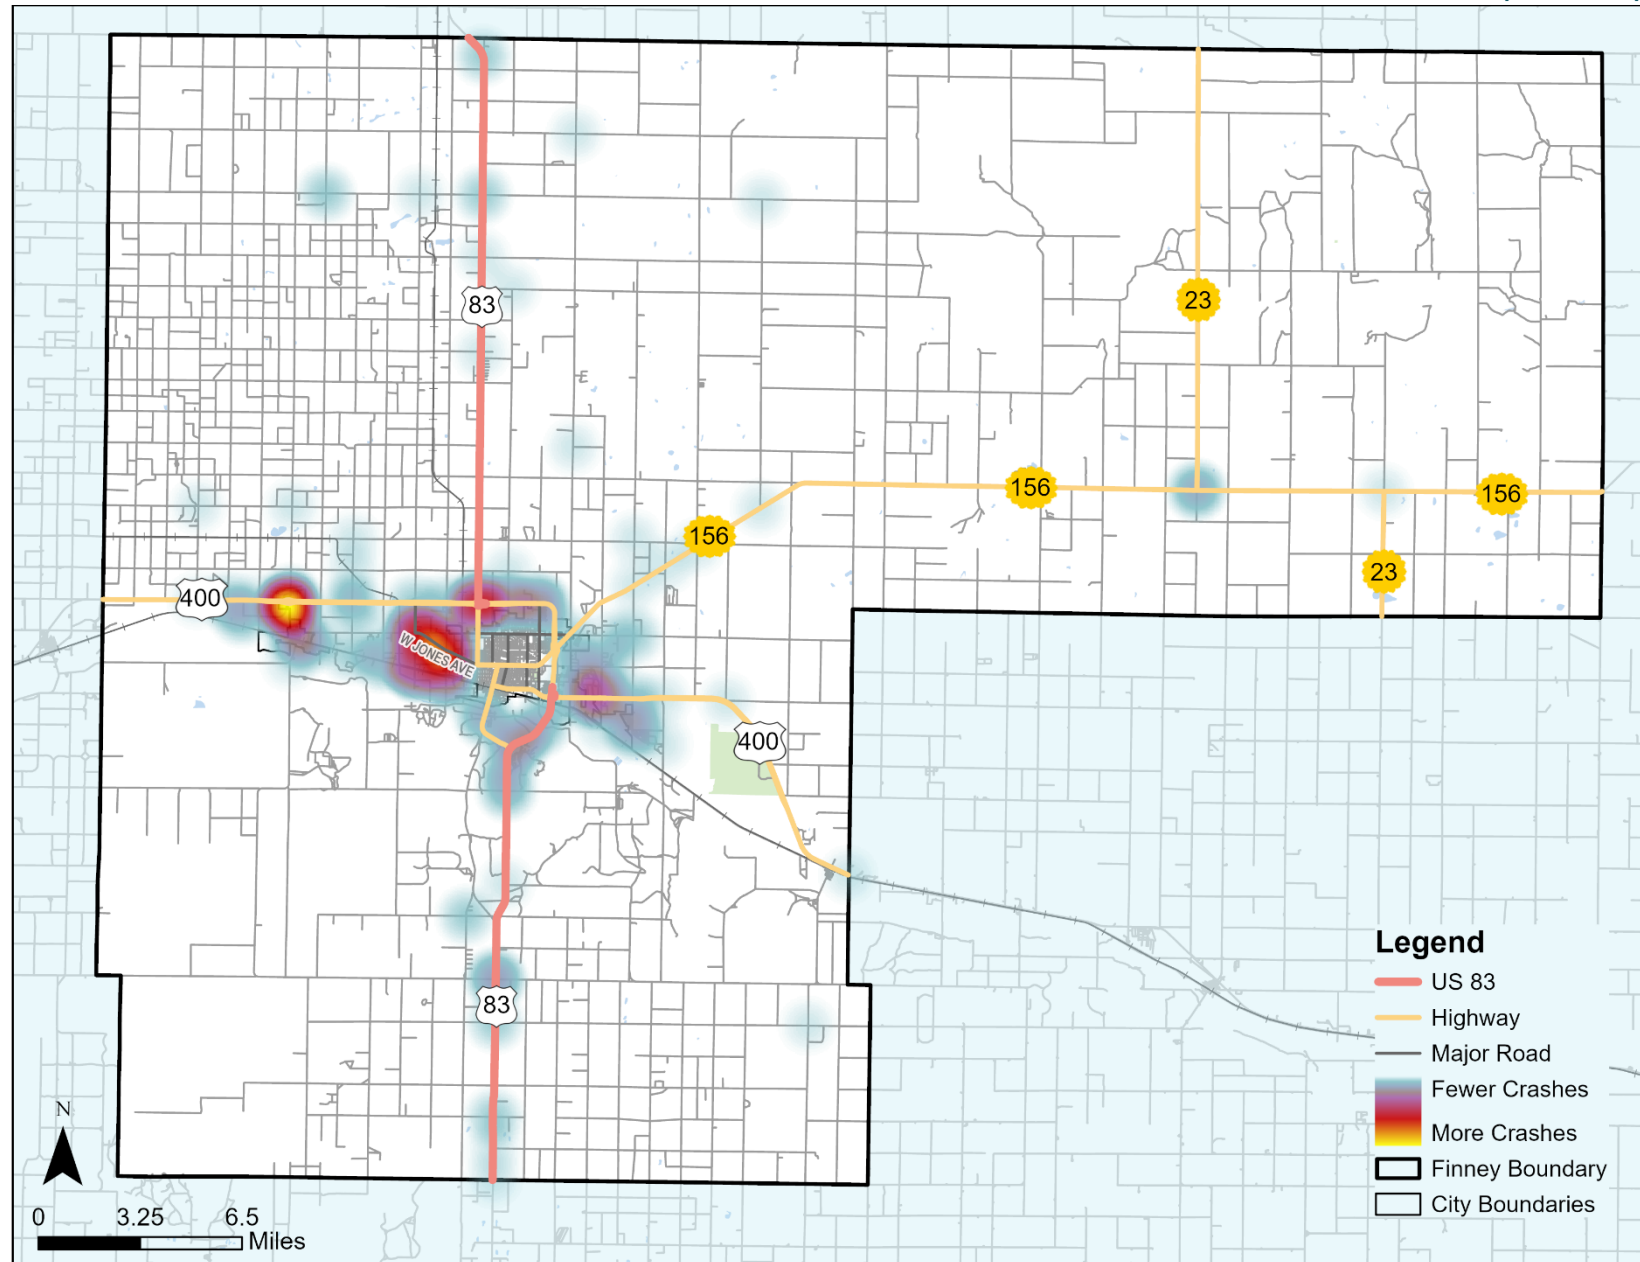 83
23
156
156
156
23
400
W JONES AVE
400
83
Legend
US 83
Highway
Major Road
Fewer Crashes
More Crashes
Finney Boundary
City Boundaries
N
0 3.25 6.5
Miles